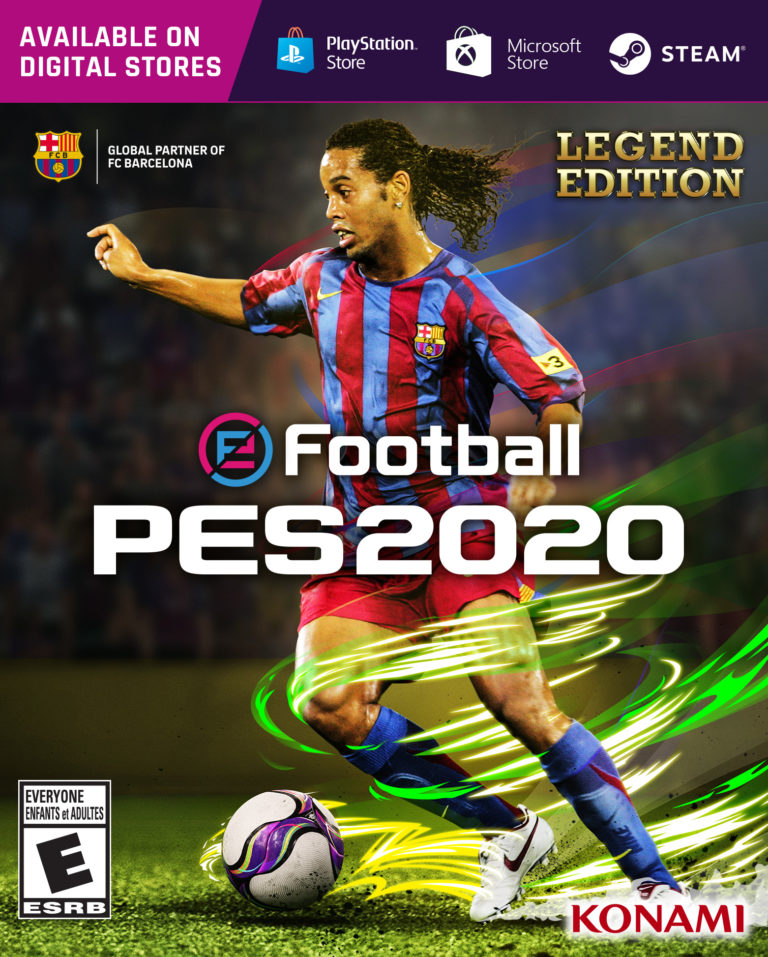 AVAILABLE ON
DIGITAL STORES
PlayStation.
Store
Microsoft
Store
STEAM®
FCB
GLOBAL PARTNER OF
FC BARCELONA
LEGEND
EDITION
FCB
3
eFootball
PES2020
EVERYONE
ENFANTS et ADULTES
E
ESRB
KONAMI